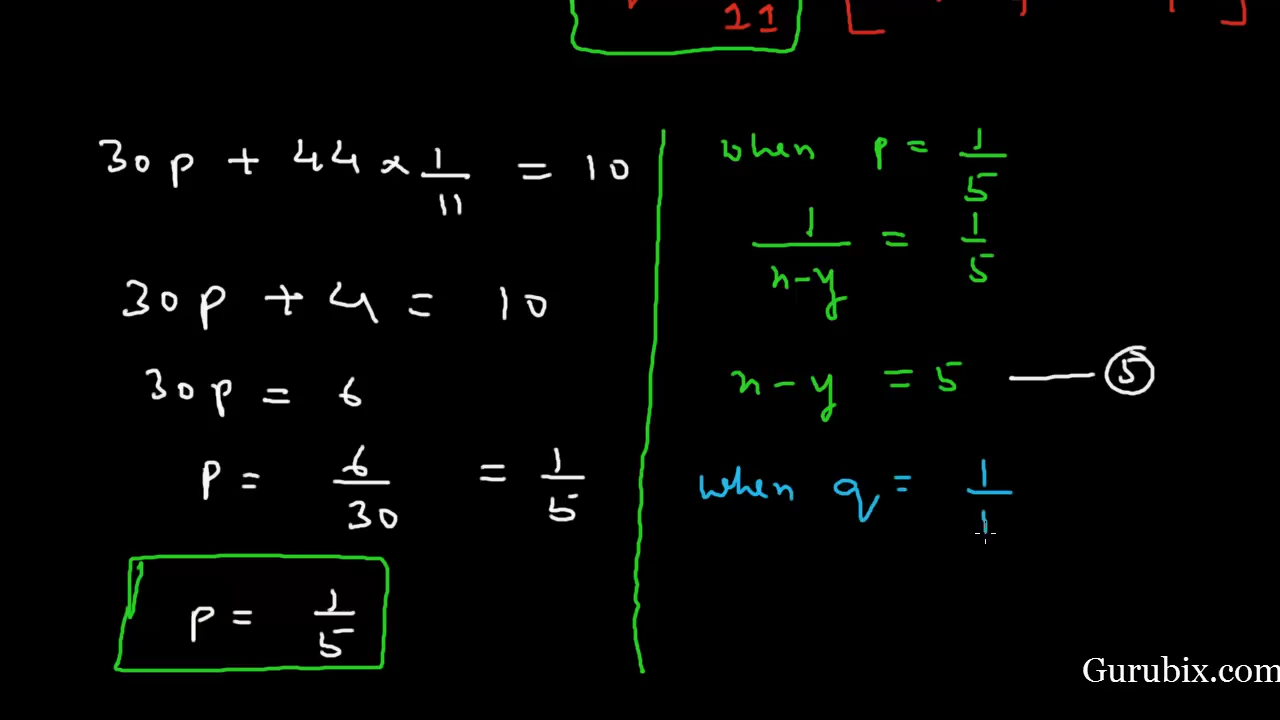 11
30p + 44 × 1/11 = 10
30p + 4 = 10
30p = 6
P = 6/30 = 1/5
P = 1/5
when p = 1/5
1/x-y = 1/5
x - y = 5 — ⑤
when q = 1/1
Gurubix.com